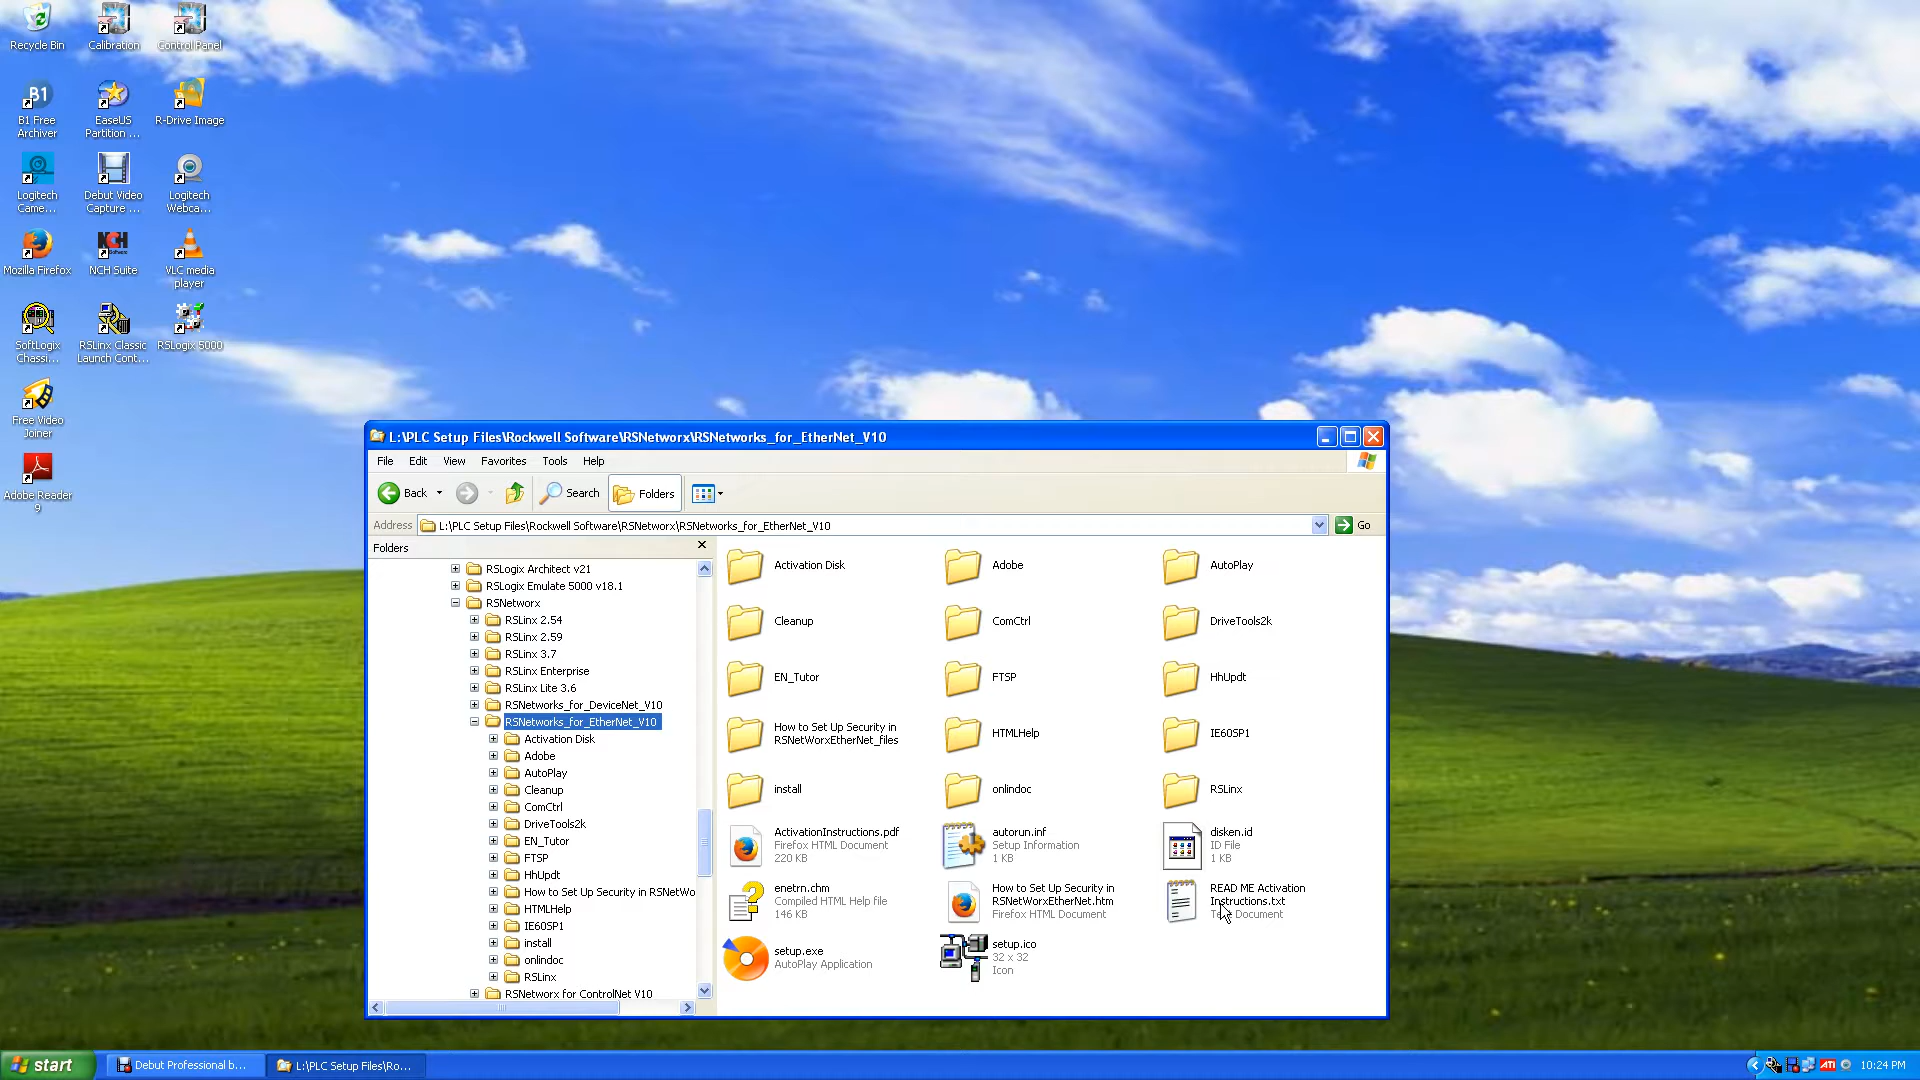 Recycle Bin
Calibration
Control Panel
B1
B1 Free
Archiver
EaseUS
Partition ...
R-Drive Image
Logitech
Came...
Debut Video
Capture ...
Logitech
Webca...
Mozilla Firefox
NCH
NCH Suite
VLC media
player
SoftLogix
Chassi...
RSLinx Classic
Launch Cont...
RSLogix 5000
Free Video
Joiner
Adobe Reader
9
L:\PLC Setup Files\Rockwell Software\RSNetworx\RSNetworks_for_EtherNet_V10
File Edit View Favorites Tools Help
Back Search Folders
Address L:\PLC Setup Files\Rockwell Software\RSNetworx\RSNetworks_for_EtherNet_V10 Go
Folders
RSLogix Architect v21
RSLogix Emulate 5000 v18.1
RSNetworx
RSLinx 2.54
RSLinx 2.59
RSLinx 3.7
RSLinx Enterprise
RSLinx Lite 3.6
RSNetworks_for_DeviceNet_V10
RSNetworks_for_EtherNet_V10
Activation Disk
Adobe
AutoPlay
Cleanup
ComCtrl
DriveTools2k
EN_Tutor
FTSP
HhUpdt
How to Set Up Security in RSNetWo
HTMLHelp
IE60SP1
install
onlindoc
RSLinx
RSNetworx for ControlNet V10
Activation Disk
Adobe
AutoPlay
Cleanup
ComCtrl
DriveTools2k
EN_Tutor
FTSP
HhUpdt
How to Set Up Security in
RSNetWorxEtherNet_files
HTMLHelp
IE60SP1
install
onlindoc
RSLinx
ActivationInstructions.pdf
Firefox HTML Document
220 KB
autorun.inf
Setup Information
1 KB
disken.id
ID File
1 KB
enetrn.chm
Compiled HTML Help file
146 KB
How to Set Up Security in
RSNetWorxEtherNet.htm
Firefox HTML Document
READ ME Activation
Instructions.txt
Text Document
setup.exe
AutoPlay Application
setup.ico
32 x 32
Icon
start
Debut Professional b...
L:\PLC Setup Files\Ro...
ATI
10:24 PM